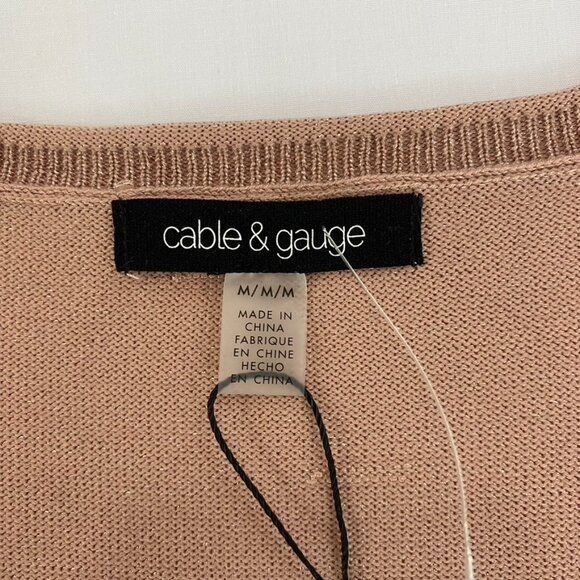 cable & gauge
M/M/M
MADE IN
CHINA
FABRIQUE
EN CHINE
HECHO
EN CHINA